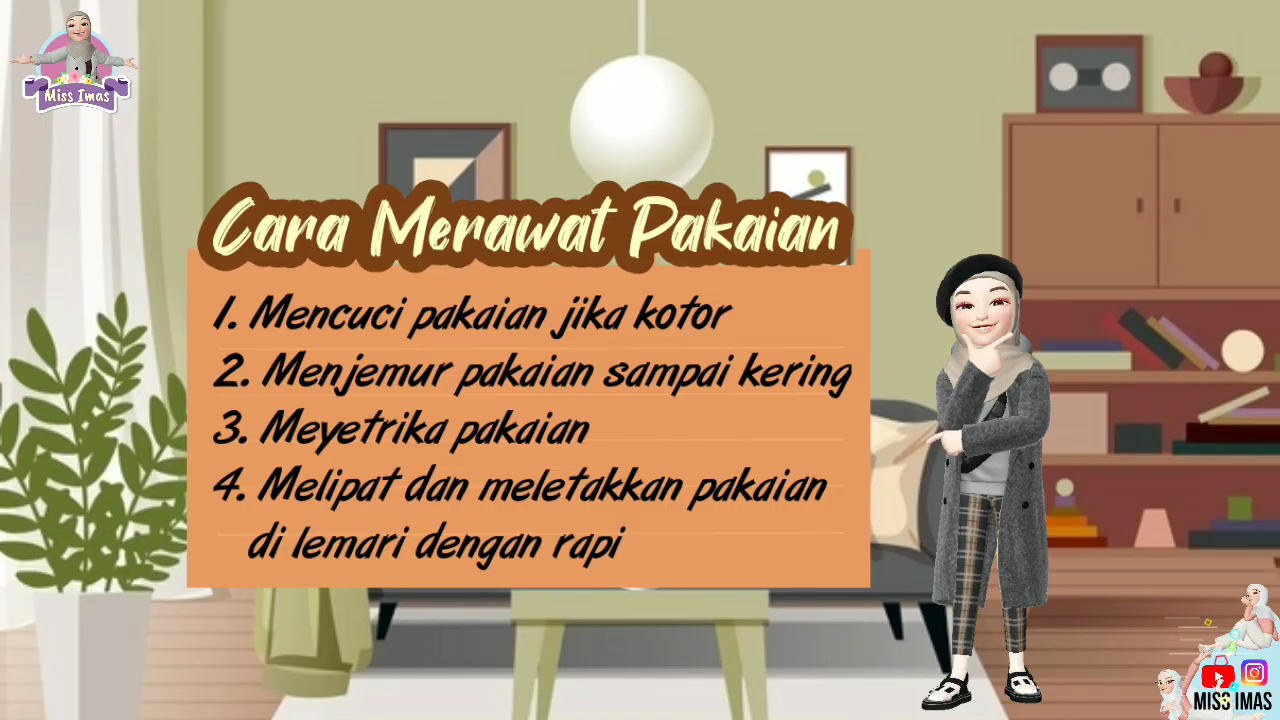 Miss Imas
Cara Merawat Pakaian
1. Mencuci pakaian jika kotor
2. Menjemur pakaian sampai kering
3. Meyetrika pakaian
4. Melipat dan meletakkan pakaian
di lemari dengan rapi
MISS IMAS